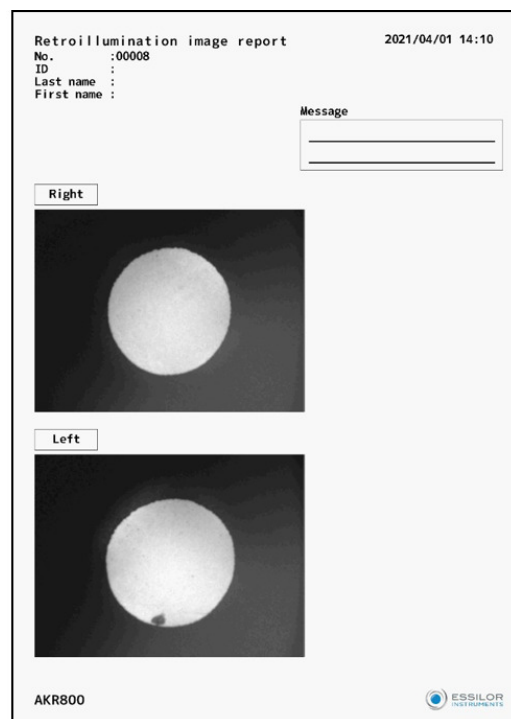 Retroillumination image report 2021/04/01 14:10
No. :00008
ID :
Last name :
First name :
Message
Right
Left
AKR800
ESSILOR
INSTRUMENTS